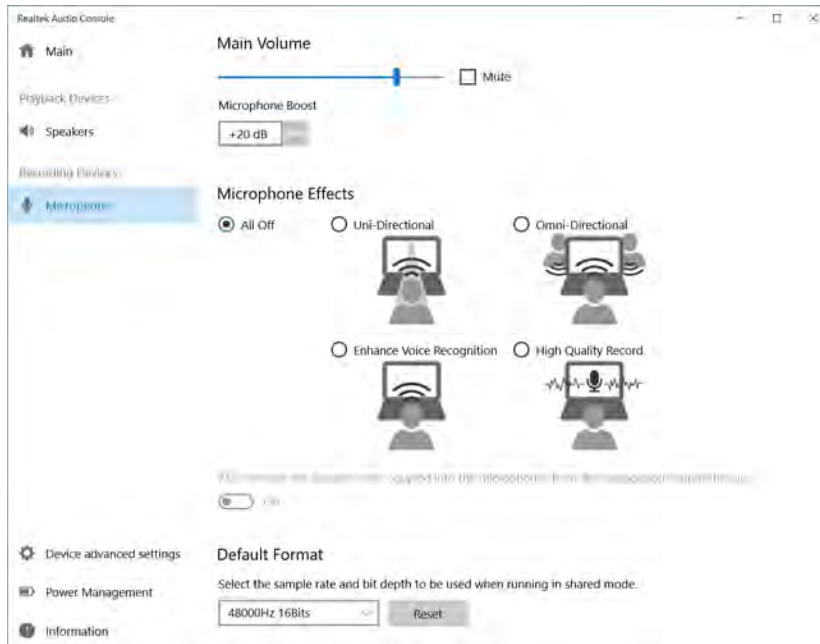 Realtek Audio Console
Main
Playback Devices
Speakers
Recording Devices
Microphone
Main Volume
Mute
Microphone Boost
+20 dB
Microphone Effects
All Off
Uni-Directional
Omni-Directional
Enhance Voice Recognition
High Quality Record
Device advanced settings
Power Management
Information
Default Format
Select the sample rate and bit depth to be used when running in shared mode.
48000Hz 16Bits
Reset